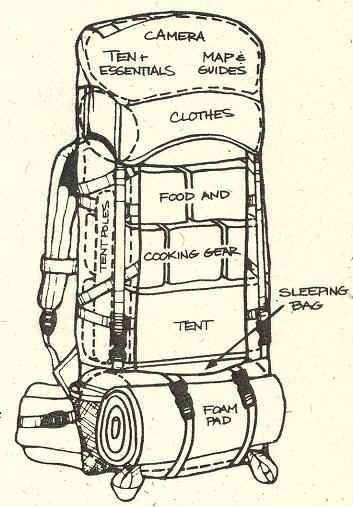 CAMERA
TEN +
ESSENTIALS
MAP &
GUIDES
CLOTHES
FOOD AND
COOKING GEAR
TENT POLES
TENT
SLEEPING
BAG
FOAM
PAD